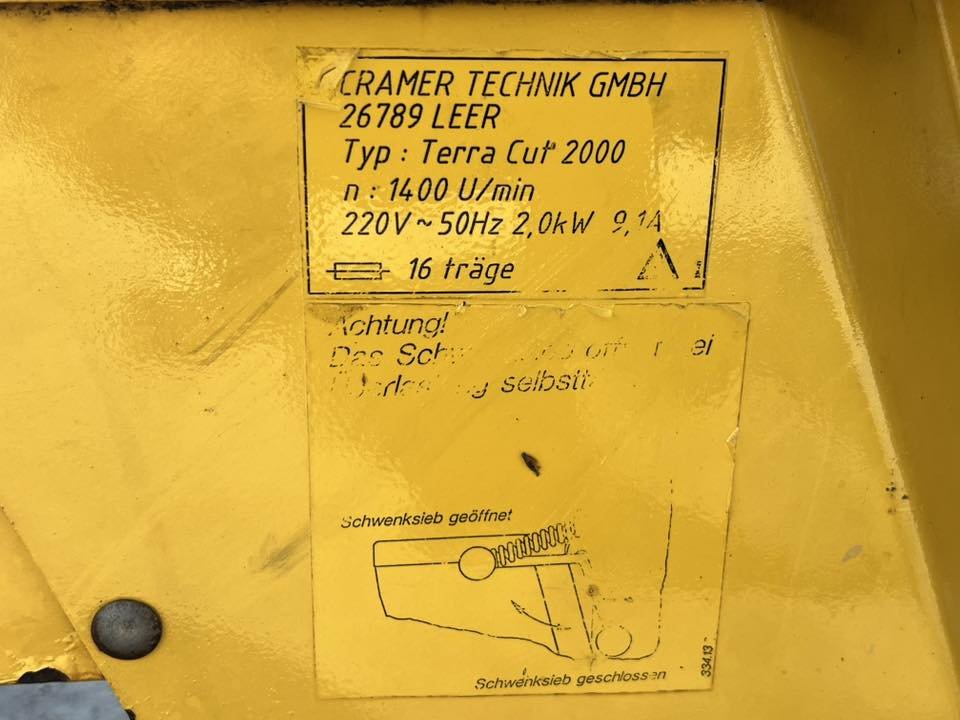 CRAMER TECHNIK GMBH
26789 LEER
Typ : Terra Cut 2000
n : 1400 U/min
220V ~ 50Hz 2,0kW 9,1A
16 träge
Achtung!
Das
selbstt
Schwenksieb geöffnet
Schwenksieb geschlossen